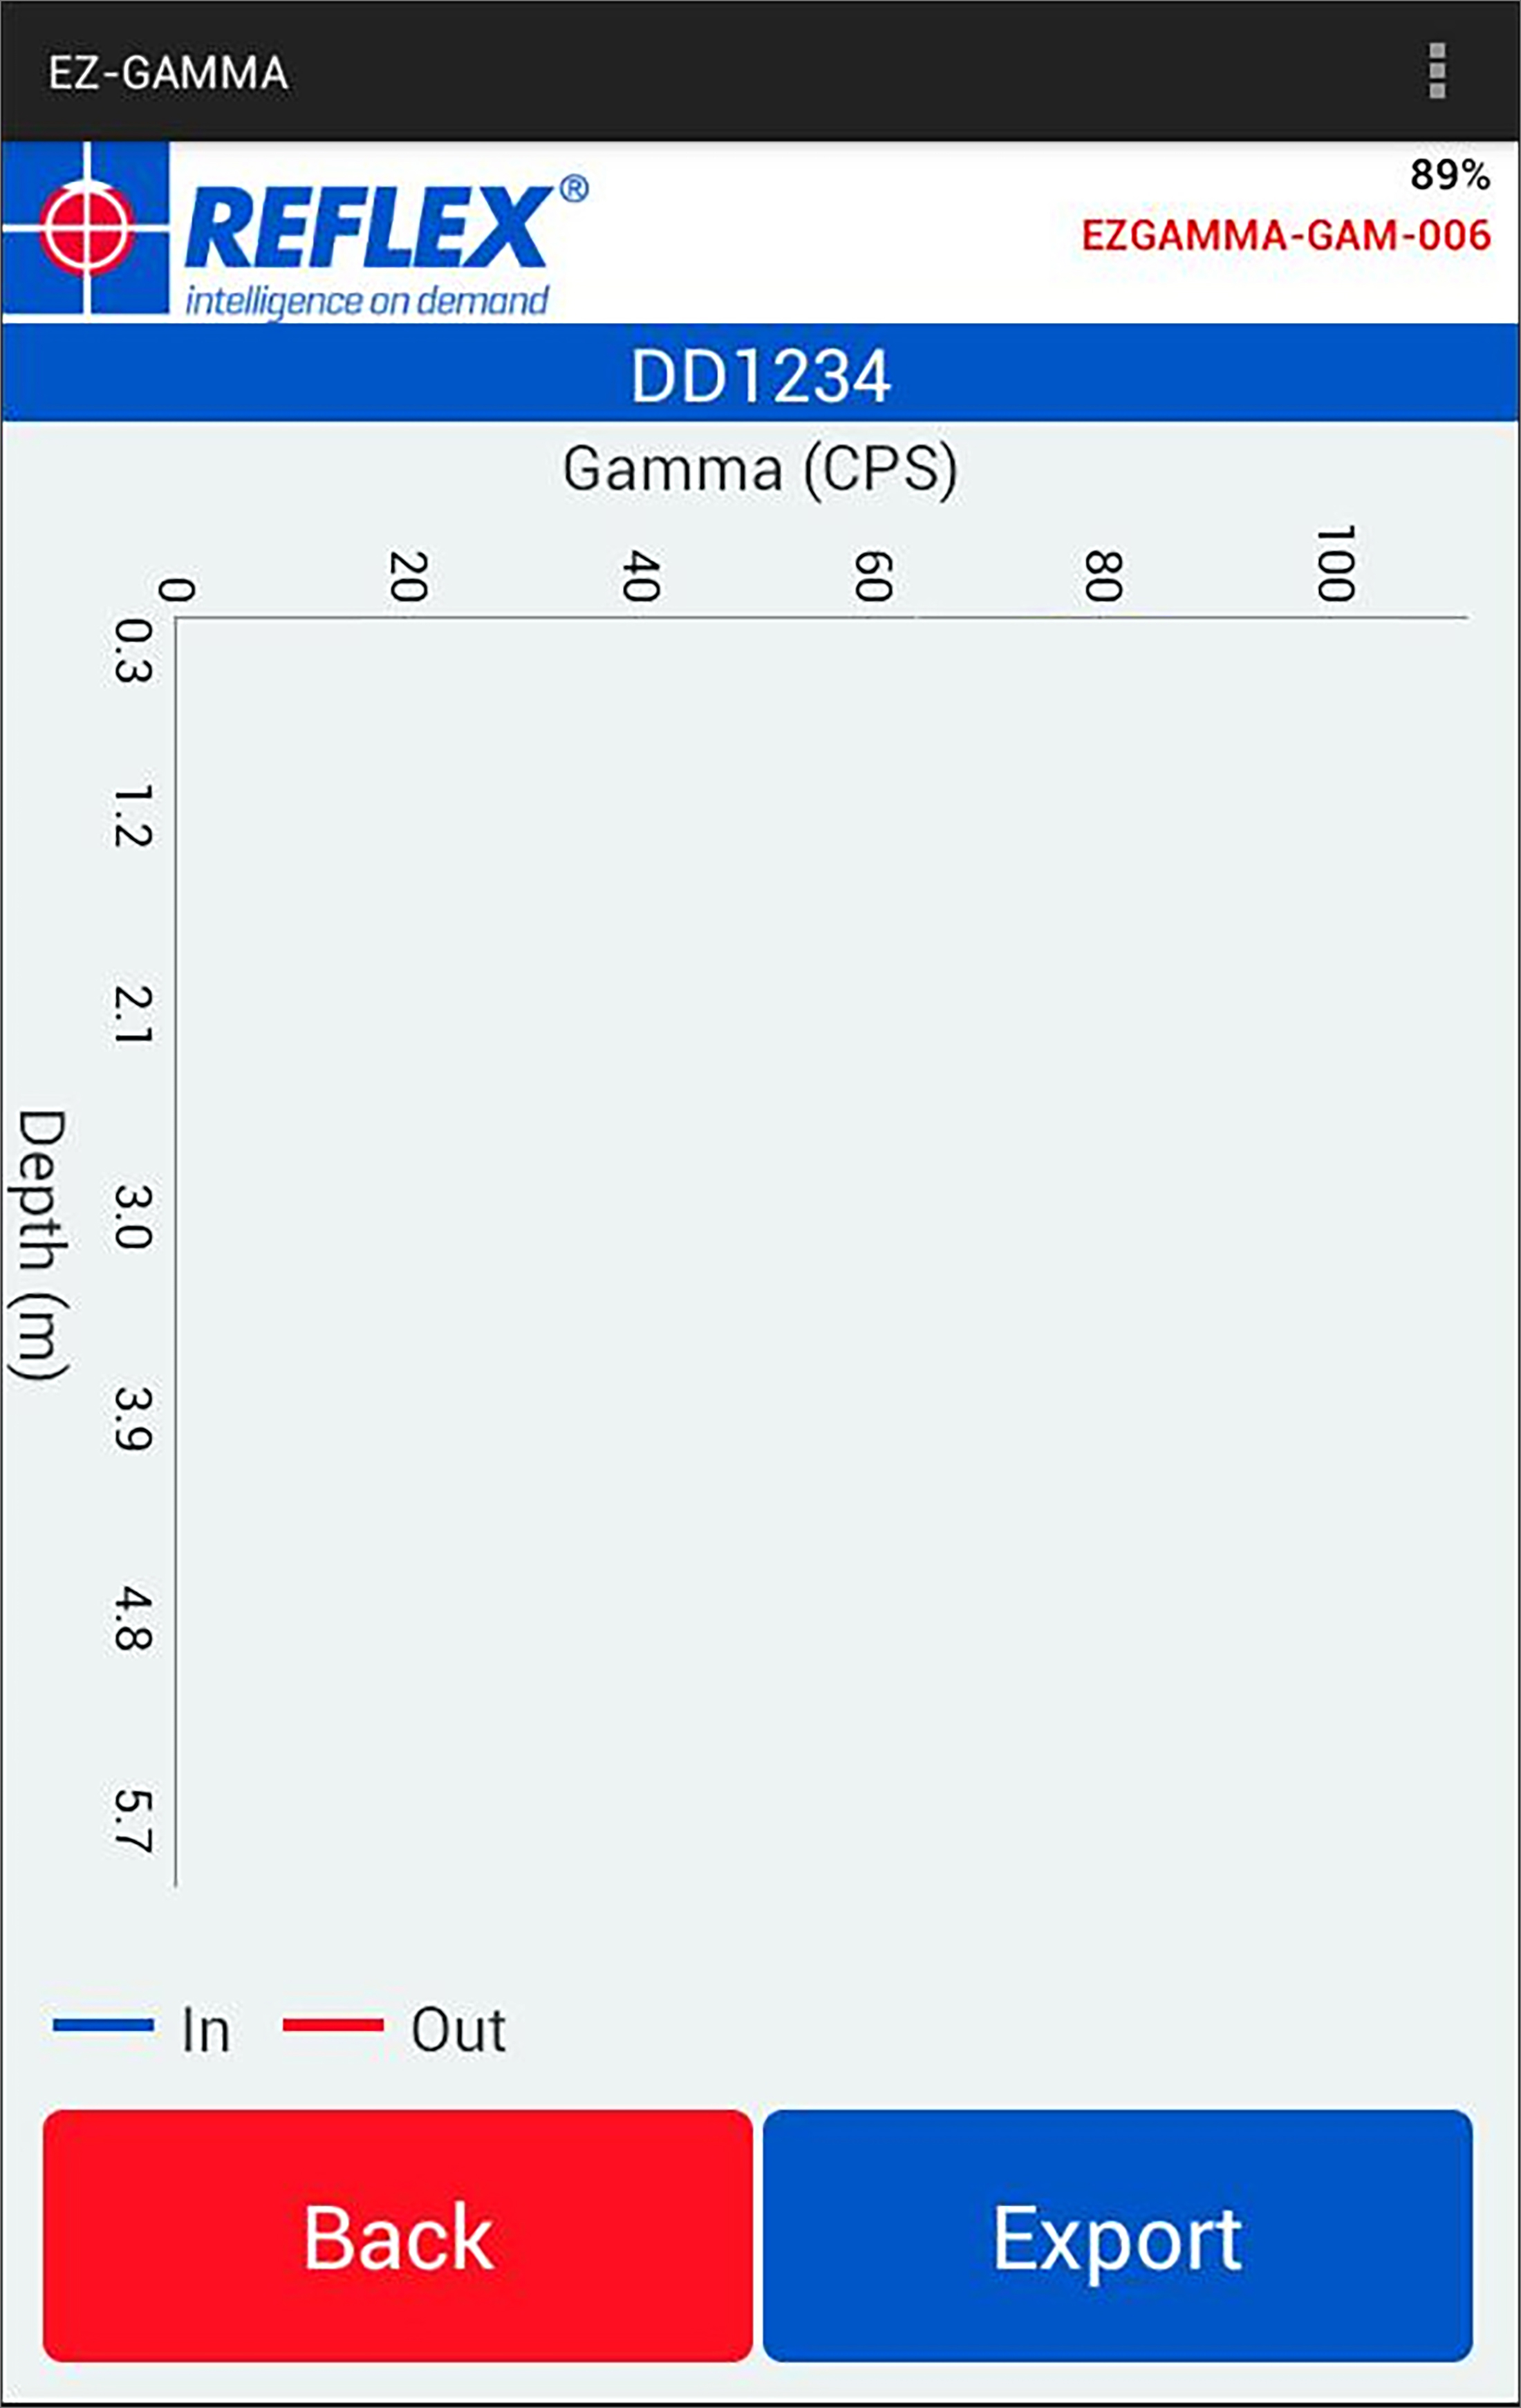 EZ-GAMMA
89%
REFLEX®
EZGAMMA-GAM-006
intelligence on demand
DD1234
Gamma (CPS)
0 20 40 60 80 100
0.3
1.2
2.1
3.0
3.9
4.8
5.7
Depth (m)
In Out
Back Export